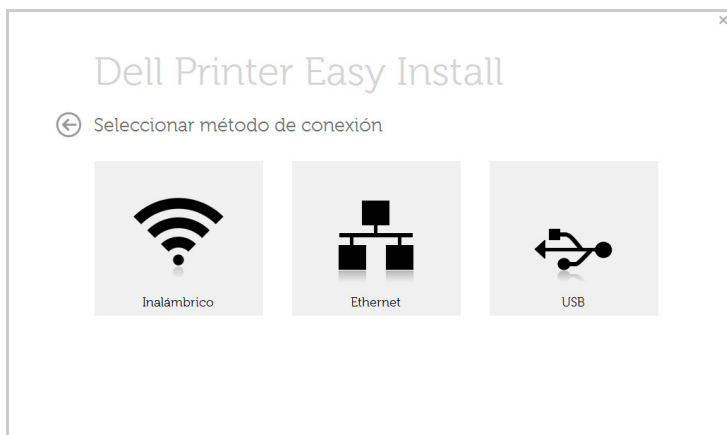 Dell Printer Easy Install
Seleccionar método de conexión
Inalámbrico
Ethernet
USB